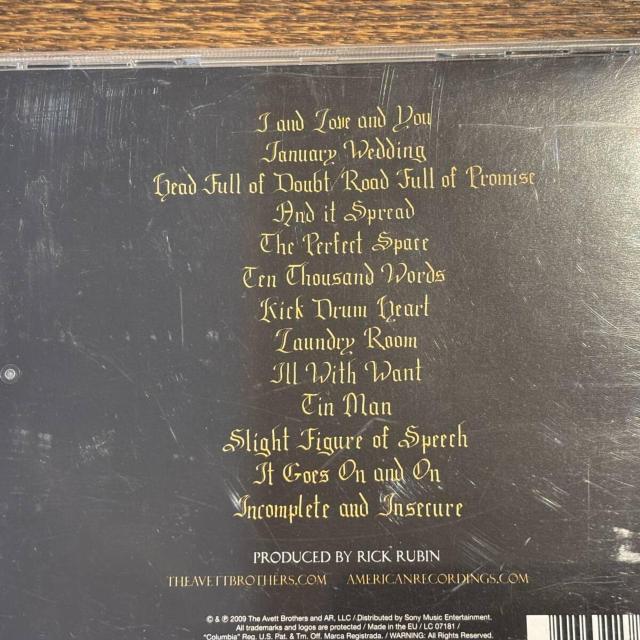 I and Love and You
January Wedding
Head Full of Doubt/Road Full of Promise
And it Spread
The Perfect Space
Ten Thousand Words
Kick Drum Heart
Laundry Room
Ill With Want
Tin Man
Slight Figure of Speech
It Goes On and On
Incomplete and Insecure
PRODUCED BY RICK RUBIN
THEAVETTBROTHERS.COM AMERICANRECORDINGS.COM
© & ℗ 2009 The Avett Brothers and AR, LLC / Distributed by Sony Music Entertainment.
All trademarks and logos are protected / Made in the EU / LC 07181 /
"Columbia" Reg. U.S. Pat. & Tm. Off. Marca Registrada. / WARNING: All Rights Reserved.